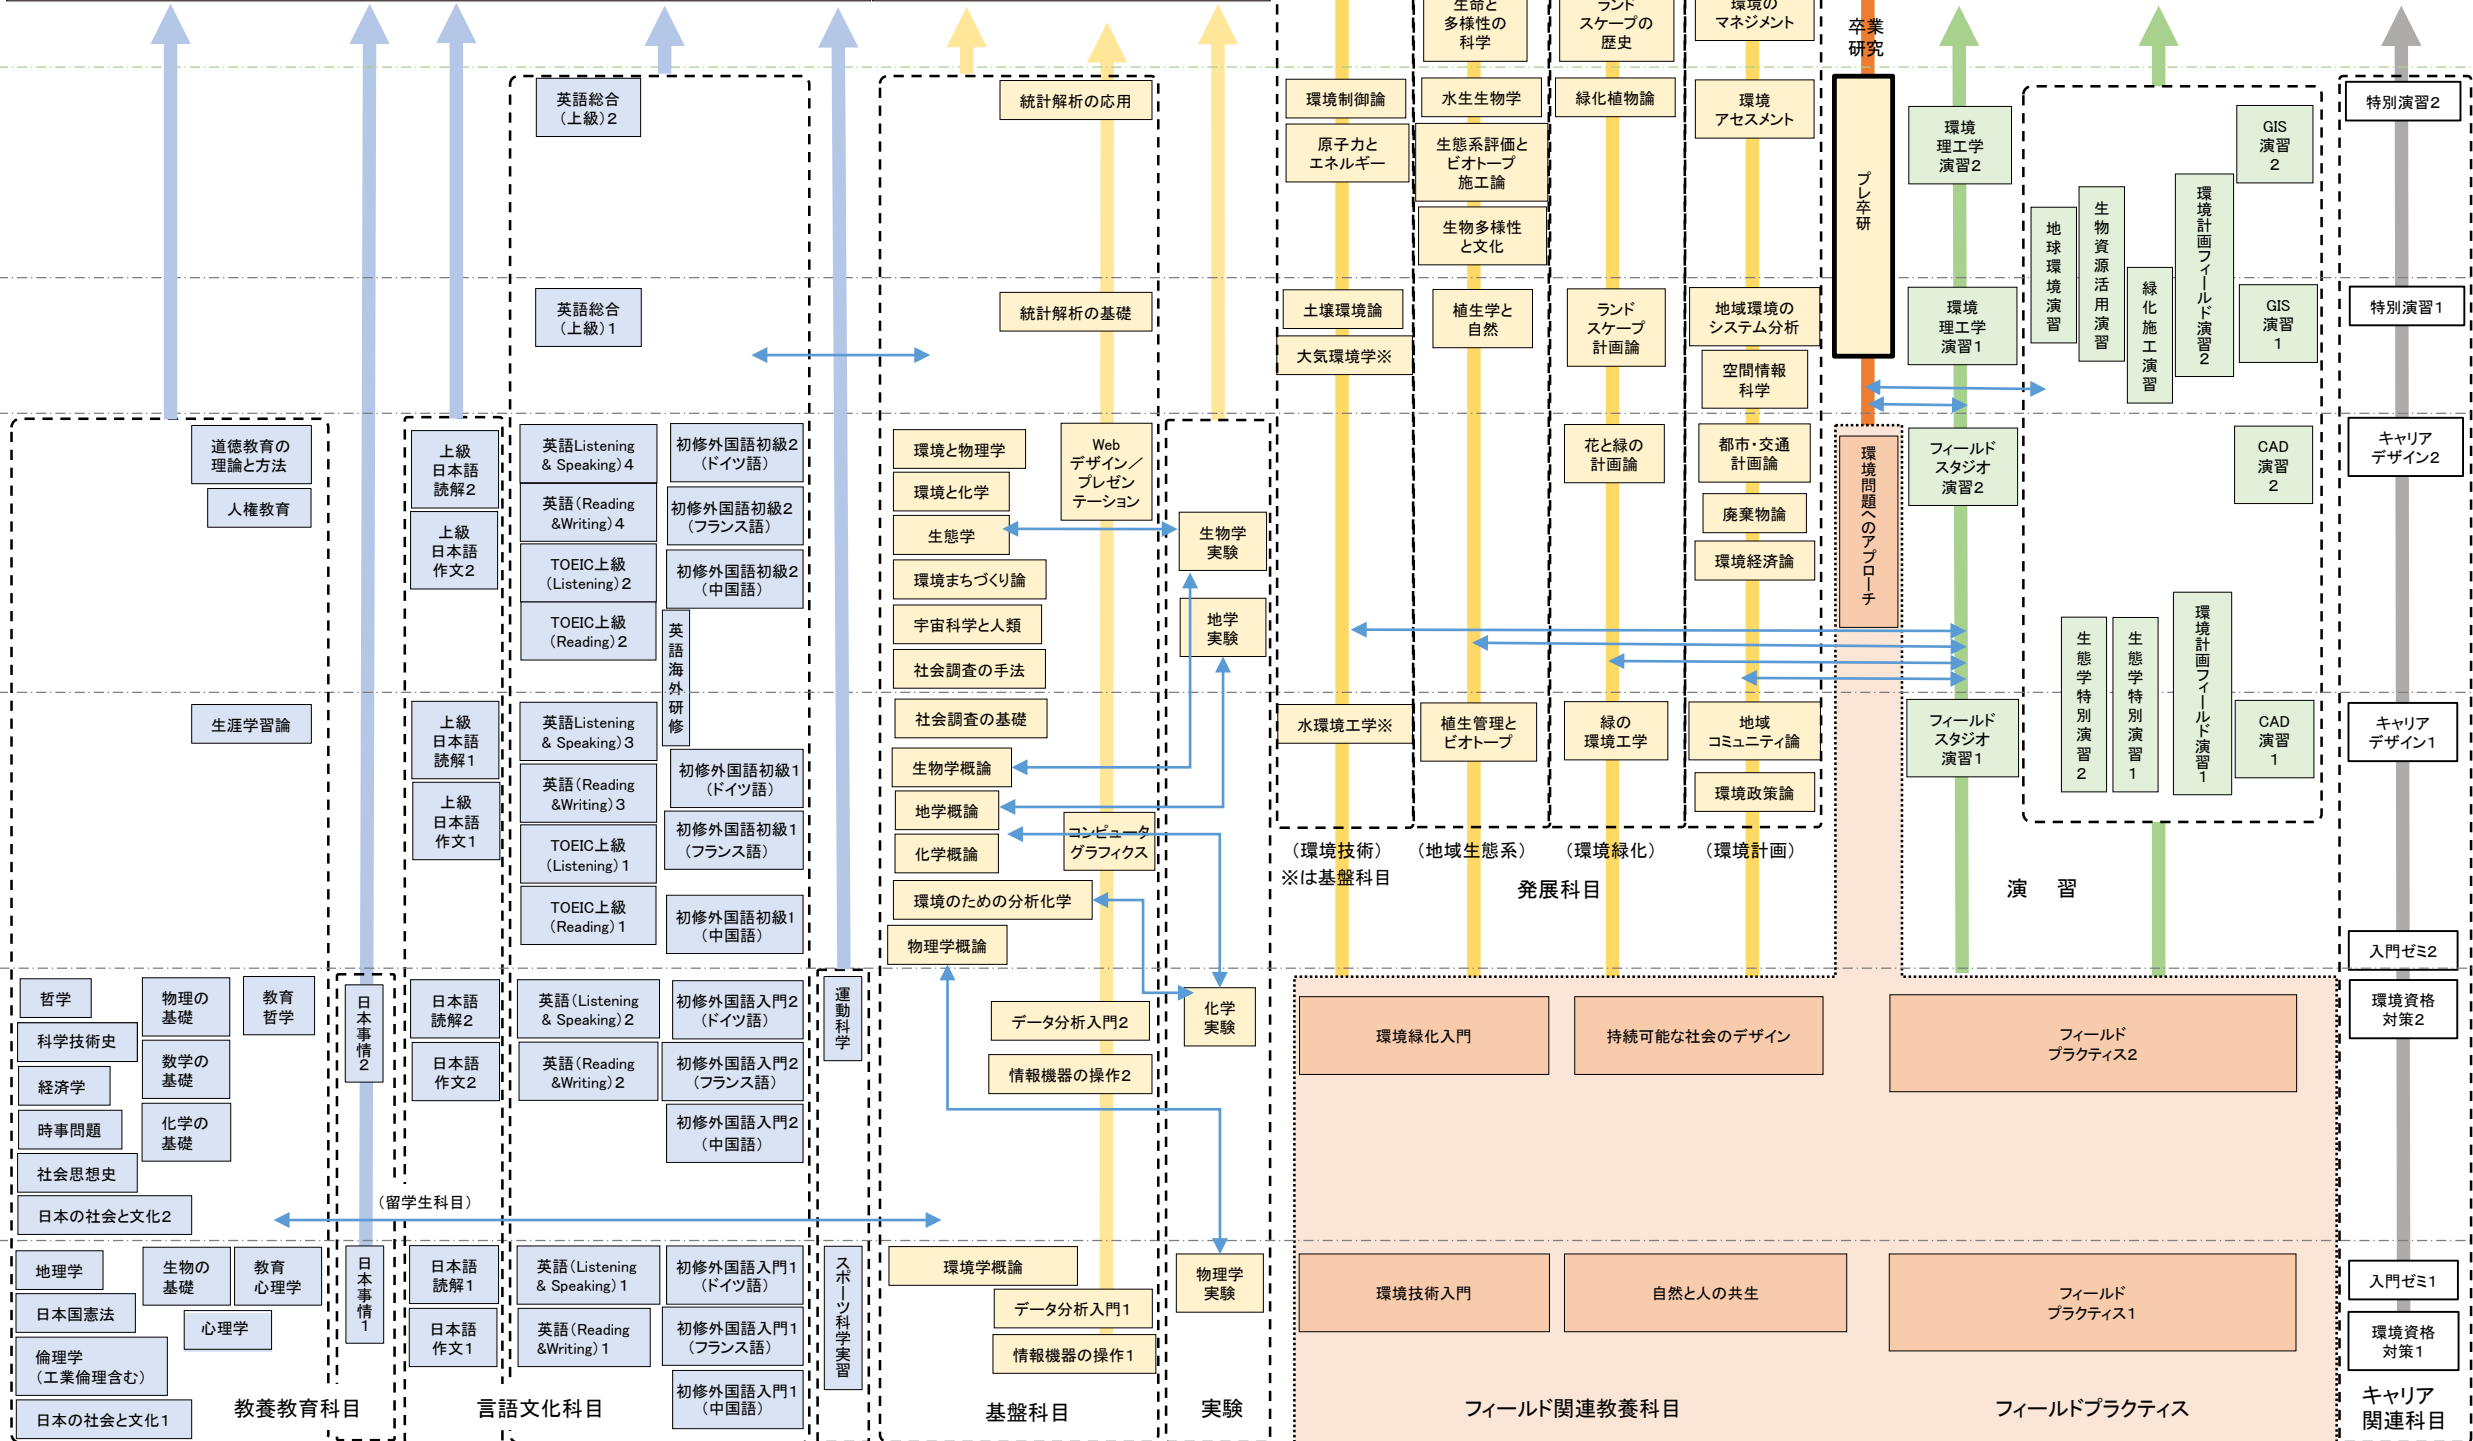 生命と
多様性の
科学
ランド
スケープの
歴史
環境の
マネジメント
卒業
研究
英語総合
(上級)2
統計解析の応用
環境制御論
原子力と
エネルギー
水生生物学
生態系評価と
ビオトープ
施工論
生物多様性
と文化
緑化植物論
環境
アセスメント
プレ卒研
環境
理工学
演習2
地球環境演習
生物資源活用演習
緑化施工演習
環境計画フィールド演習2
GIS
演習
2
特別演習2
英語総合
(上級)1
統計解析の基礎
土壌環境論
大気環境学※
植生学と
自然
ランド
スケープ
計画論
地域環境の
システム分析
空間情報
科学
環境
理工学
演習1
GIS
演習
1
特別演習1
道徳教育の
理論と方法
人権教育
上級
日本語
読解2
上級
日本語
作文2
英語Listening
& Speaking)4
英語(Reading
&Writing)4
TOEIC上級
(Listening)2
TOEIC上級
(Reading)2
初修外国語初級2
(ドイツ語)
初修外国語初級2
(フランス語)
初修外国語初級2
(中国語)
英語海外研修
環境と物理学
環境と化学
生態学
環境まちづくり論
宇宙科学と人類
社会調査の手法
Web
デザイン/
プレゼン
テーション
生物学
実験
地学
実験
花と緑の
計画論
都市・交通
計画論
廃棄物論
環境経済論
環境問題へのアプローチ
フィールド
スタジオ
演習2
生態学特別演習2
生態学特別演習1
環境計画フィールド演習1
CAD
演習
2
キャリア
デザイン2
生涯学習論
上級
日本語
読解1
上級
日本語
作文1
英語Listening
& Speaking)3
英語(Reading
&Writing)3
TOEIC上級
(Listening)1
TOEIC上級
(Reading)1
初修外国語初級1
(ドイツ語)
初修外国語初級1
(フランス語)
初修外国語初級1
(中国語)
社会調査の基礎
生物学概論
地学概論
化学概論
環境のための分析化学
物理学概論
コンピュータ
グラフィクス
水環境工学※
植生管理と
ビオトープ
緑の
環境工学
地域
コミュニティ論
環境政策論
フィールド
スタジオ
演習1
CAD
演習
1
キャリア
デザイン1
(環境技術)
(地域生態系)
(環境緑化)
(環境計画)
※は基盤科目
発展科目
演 習
入門ゼミ2
哲学
科学技術史
経済学
時事問題
社会思想史
日本の社会と文化2
物理の
基礎
数学の
基礎
化学の
基礎
教育
哲学
日本事情2
日本語
読解2
日本語
作文2
英語(Listening
& Speaking)2
英語(Reading
&Writing)2
初修外国語入門2
(ドイツ語)
初修外国語入門2
(フランス語)
初修外国語入門2
(中国語)
運動科学
データ分析入門2
情報機器の操作2
化学
実験
環境緑化入門
持続可能な社会のデザイン
フィールド
プラクティス2
環境資格
対策2
(留学生科目)
地理学
日本国憲法
倫理学
(工業倫理含む)
日本の社会と文化1
生物の
基礎
教育
心理学
心理学
日本事情1
日本語
読解1
日本語
作文1
英語(Listening
& Speaking)1
英語(Reading
&Writing)1
初修外国語入門1
(ドイツ語)
初修外国語入門1
(フランス語)
初修外国語入門1
(中国語)
スポーツ科学実習
環境学概論
データ分析入門1
情報機器の操作1
物理学
実験
環境技術入門
自然と人の共生
フィールド
プラクティス1
入門ゼミ1
環境資格
対策1
教養教育科目
言語文化科目
基盤科目
実験
フィールド関連教養科目
フィールドプラクティス
キャリア
関連科目